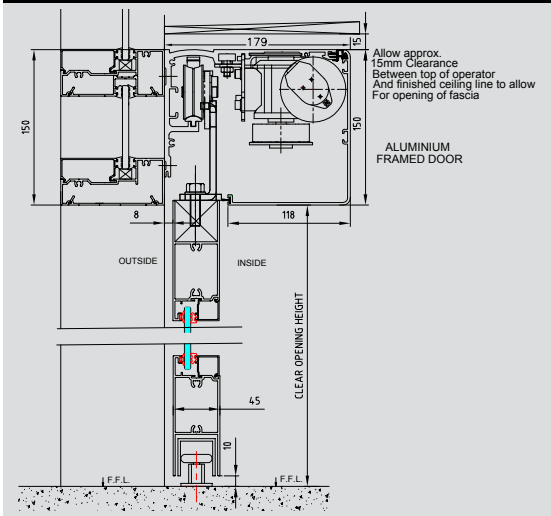 179
15
Allow approx.
15mm Clearance
Between top of operator
And finished ceiling line to allow
For opening of fascia
150
150
ALUMINIUM
FRAMED DOOR
8
118
OUTSIDE
INSIDE
CLEAR OPENING HEIGHT
45
10
F.F.L.
F.F.L.